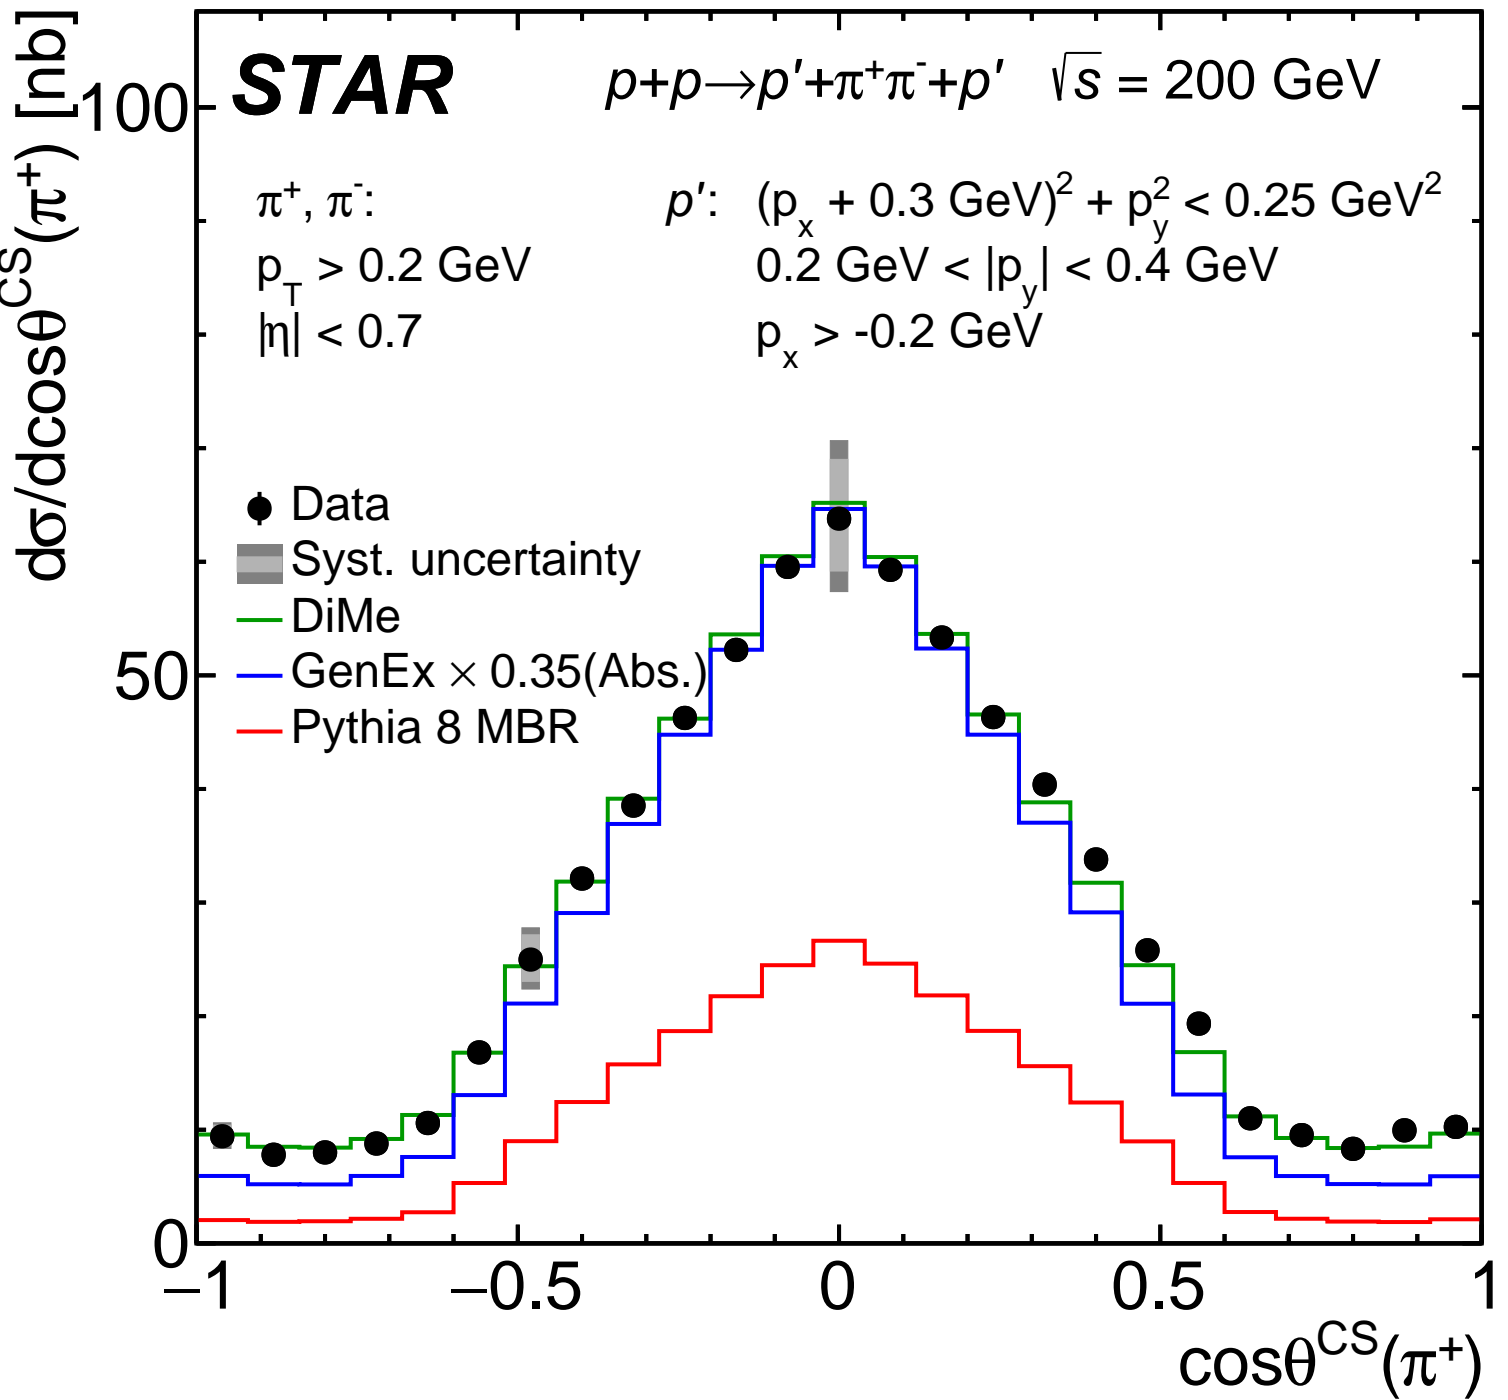 STAR p+p→p′+π⁺π⁻+p′ √s = 200 GeV
π⁺, π⁻: p′: (pₓ + 0.3 GeV)² + p_y² < 0.25 GeV²
p_T > 0.2 GeV 0.2 GeV < |p_y| < 0.4 GeV
|η| < 0.7 pₓ > -0.2 GeV
Data
Syst. uncertainty
DiMe
GenEx × 0.35(Abs.)
Pythia 8 MBR
dσ/dcosθ^CS(π⁺) [nb]
100
50
0
−1 −0.5 0 0.5 1
cosθ^CS(π⁺)